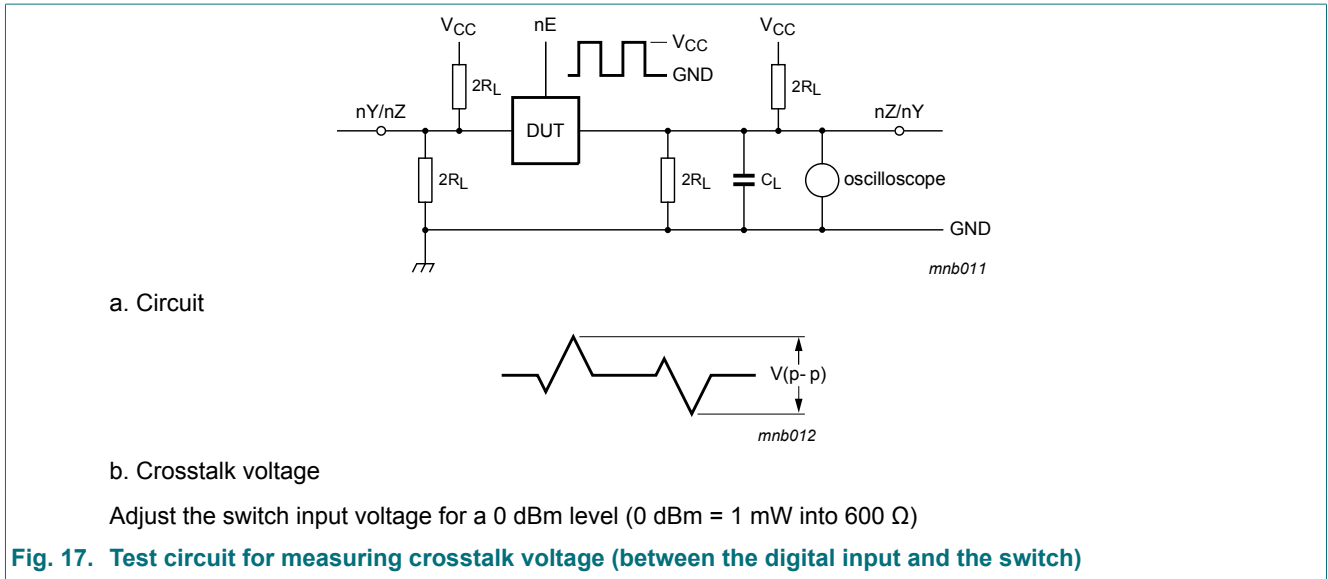 VCC
nE
VCC
VCC
GND
2RL
2RL
nY/nZ
nZ/nY
DUT
2RL
2RL
CL
oscilloscope
GND
mnb011
a. Circuit
V(p- p)
mnb012
b. Crosstalk voltage
Adjust the switch input voltage for a 0 dBm level (0 dBm = 1 mW into 600 Ω)
Fig. 17. Test circuit for measuring crosstalk voltage (between the digital input and the switch)